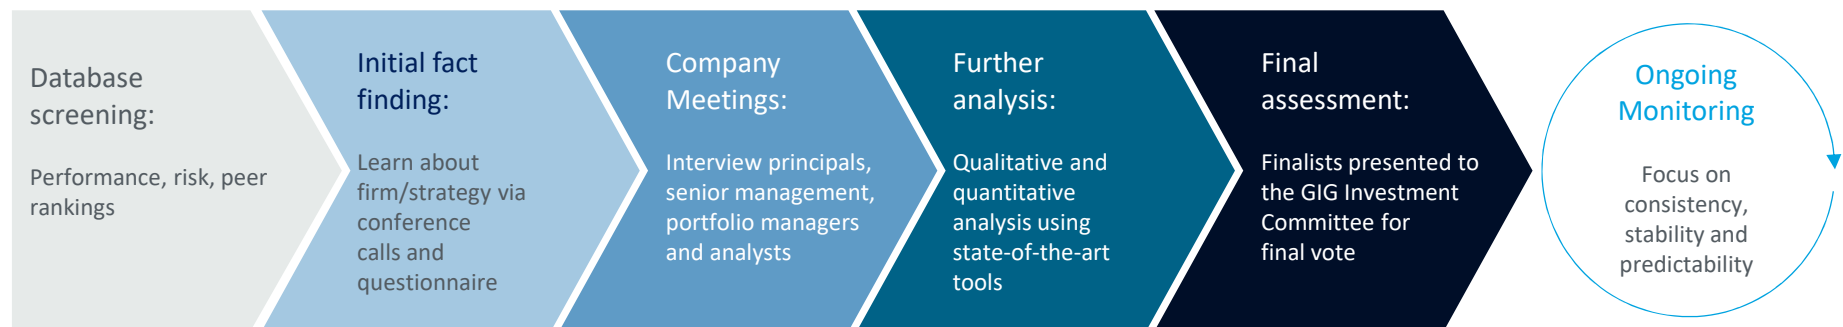 Database
screening:
Performance, risk, peer
rankings
Initial fact
finding:
Learn about
firm/strategy via
conference
calls and
questionnaire
Company
Meetings:
Interview principals,
senior management,
portfolio managers
and analysts
Further
analysis:
Qualitative and
quantitative
analysis using
state-of-the-art
tools
Final
assessment:
Finalists presented to
the GIG Investment
Committee for
final vote
Ongoing
Monitoring
Focus on
consistency,
stability and
predictability